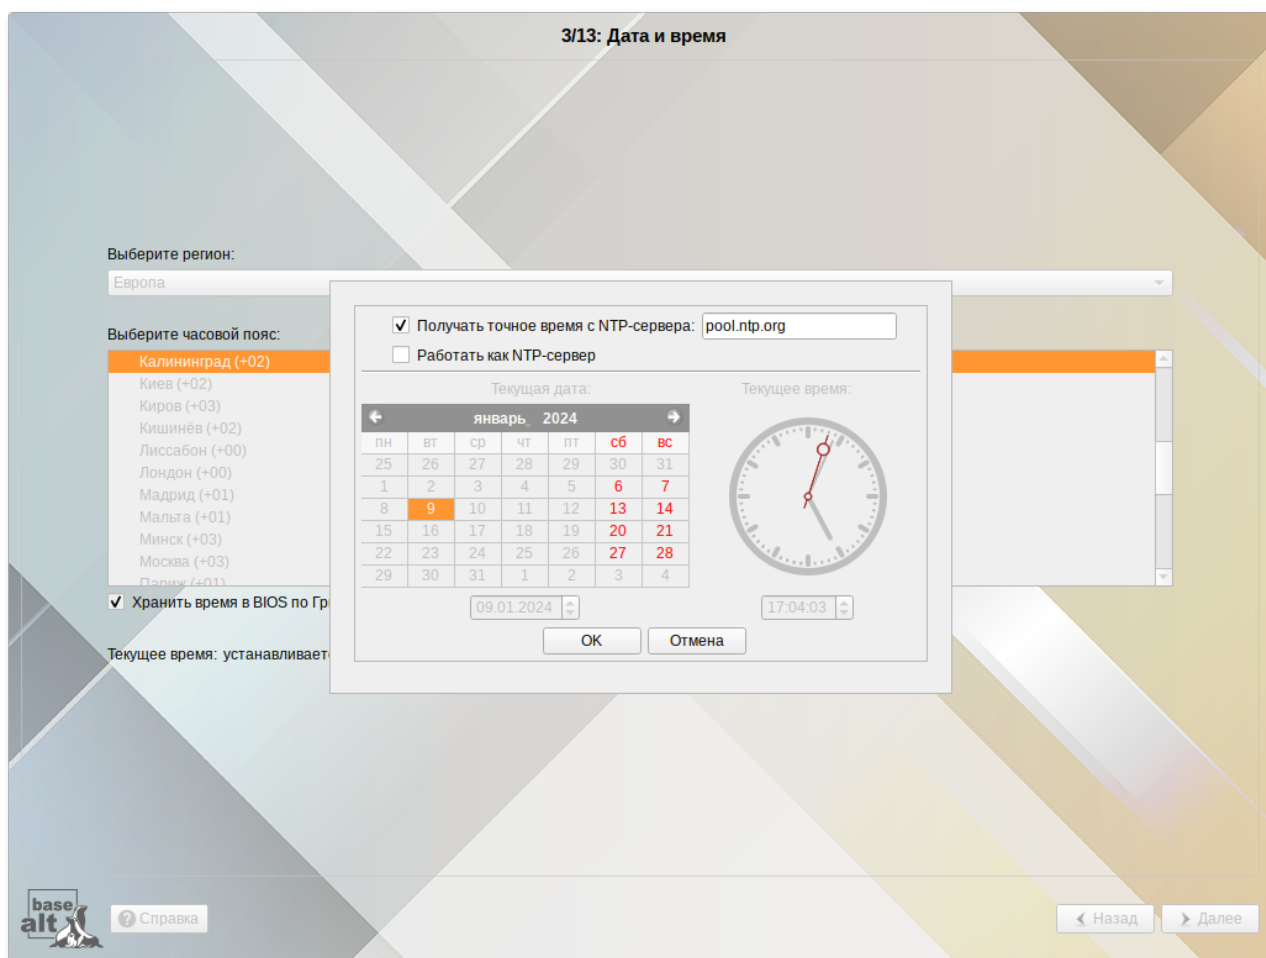 3/13: Дата и время
Выберите регион:
Европа
Выберите часовой пояс:
Калининград (+02)
Киев (+02)
Киров (+03)
Кишинёв (+02)
Лиссабон (+00)
Лондон (+00)
Мадрид (+01)
Мальта (+01)
Минск (+03)
Москва (+03)
Париж (+01)
Хранить время в BIOS по Гр
Текущее время: устанавливает
Получать точное время с NTP-сервера: pool.ntp.org
Работать как NTP-сервер
Текущая дата:
январь, 2024
пн вт ср чт пт сб вс
25 26 27 28 29 30 31
1 2 3 4 5 6 7
8 9 10 11 12 13 14
15 16 17 18 19 20 21
22 23 24 25 26 27 28
29 30 31 1 2 3 4
09.01.2024
Текущее время:
17:04:03
OK Отмена
base
alt
Справка
Назад Далее